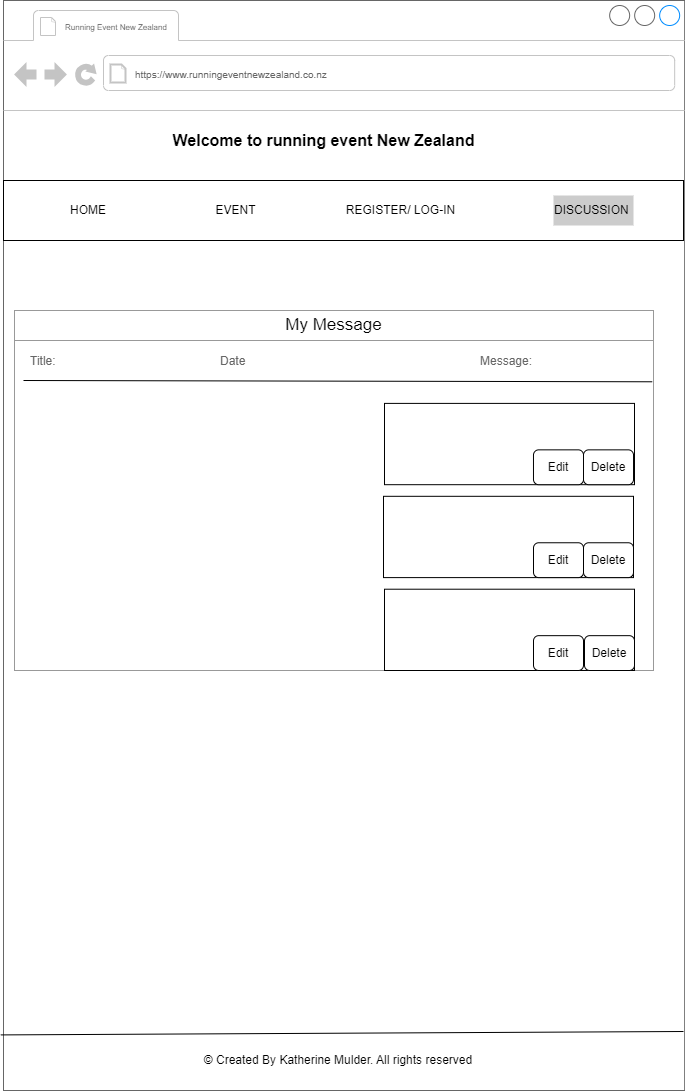 Running Event New Zealand
https://www.runningeventnewzealand.co.nz
Welcome to running event New Zealand
HOME EVENT REGISTER/ LOG-IN DISCUSSION
My Message
Title: Date Message:
Edit Delete
Edit Delete
Edit Delete
© Created By Katherine Mulder. All rights reserved